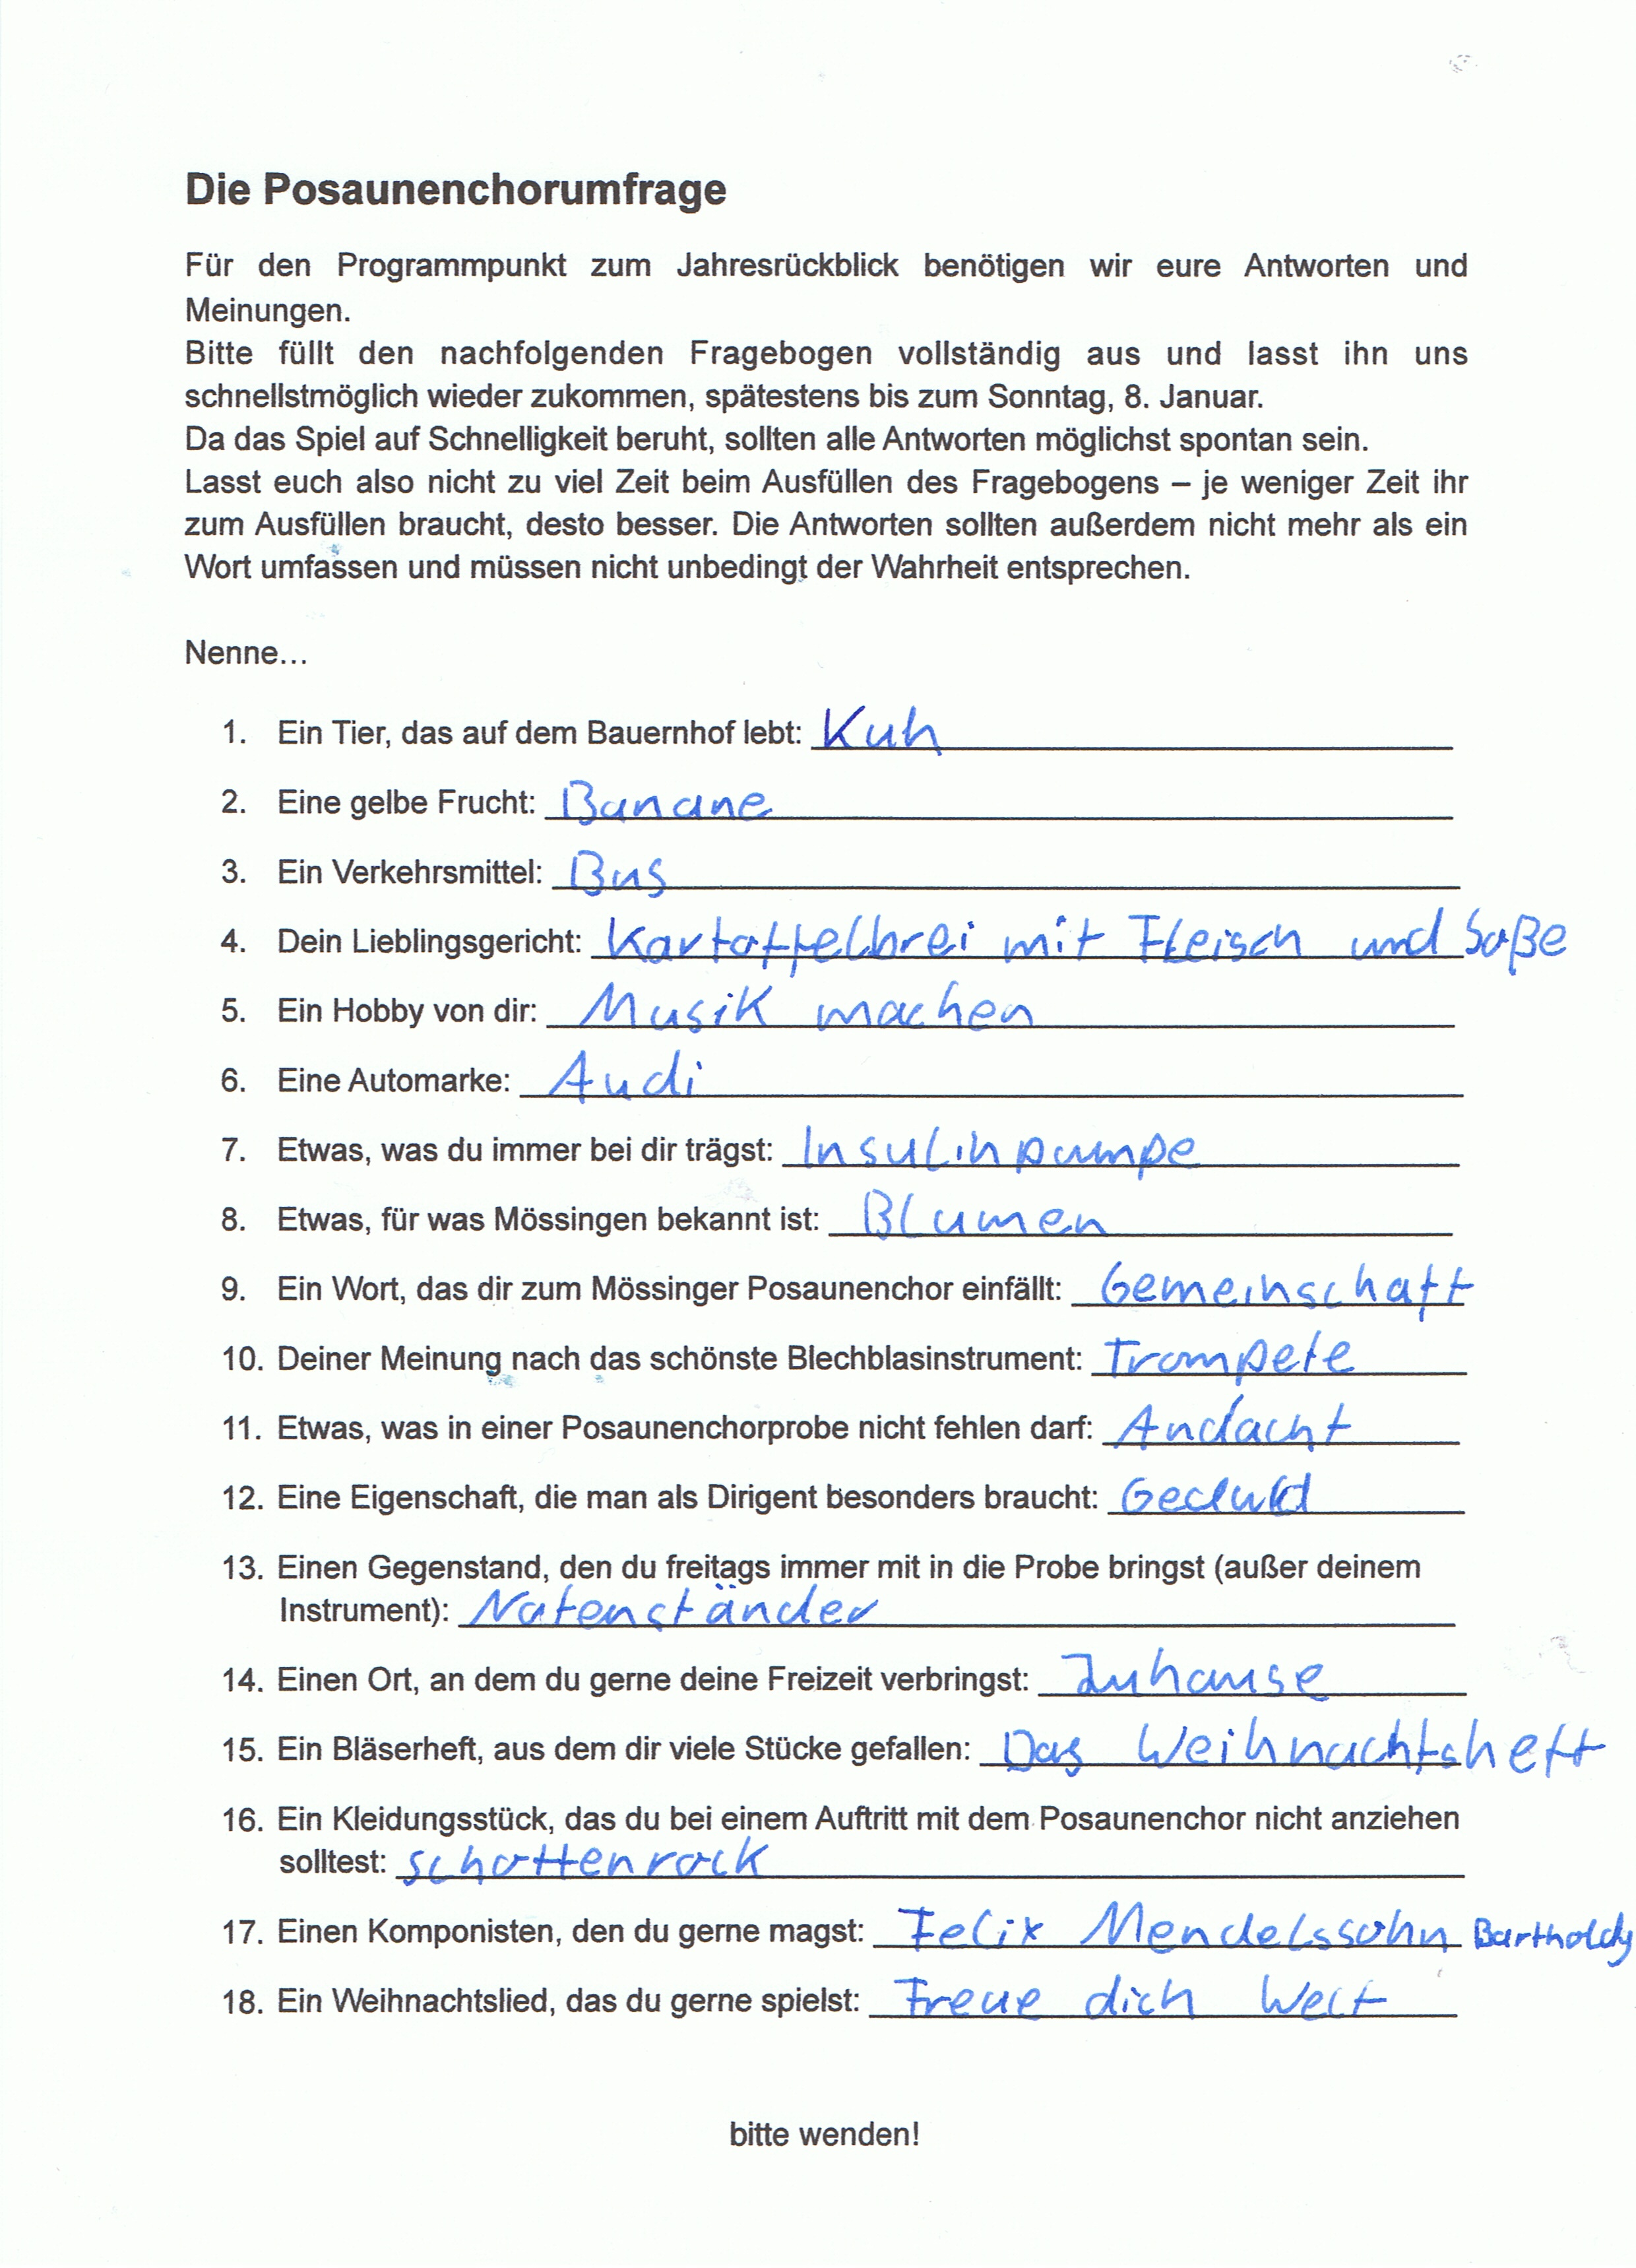 Die Posaunenchorumfrage
Für den Programmpunkt zum Jahresrückblick benötigen wir eure Antworten und
Meinungen.
Bitte füllt den nachfolgenden Fragebogen vollständig aus und lasst ihn uns
schnellstmöglich wieder zukommen, spätestens bis zum Sonntag, 8. Januar.
Da das Spiel auf Schnelligkeit beruht, sollten alle Antworten möglichst spontan sein.
Lasst euch also nicht zu viel Zeit beim Ausfüllen des Fragebogens – je weniger Zeit ihr
zum Ausfüllen braucht, desto besser. Die Antworten sollten außerdem nicht mehr als ein
Wort umfassen und müssen nicht unbedingt der Wahrheit entsprechen.
Nenne...
1. Ein Tier, das auf dem Bauernhof lebt: Kuh
2. Eine gelbe Frucht: Banane
3. Ein Verkehrsmittel: Bus
4. Dein Lieblingsgericht: Kartoffelbrei mit Fleisch und Soße
5. Ein Hobby von dir: Musik machen
6. Eine Automarke: Audi
7. Etwas, was du immer bei dir trägst: Insulinpumpe
8. Etwas, für was Mössingen bekannt ist: Blumen
9. Ein Wort, das dir zum Mössinger Posaunenchor einfällt: Gemeinschaft
10. Deiner Meinung nach das schönste Blechblasinstrument: Trompete
11. Etwas, was in einer Posaunenchorprobe nicht fehlen darf: Andacht
12. Eine Eigenschaft, die man als Dirigent besonders braucht: Geduld
13. Einen Gegenstand, den du freitags immer mit in die Probe bringst (außer deinem
Instrument): Notenständer
14. Einen Ort, an dem du gerne deine Freizeit verbringst: Zuhause
15. Ein Bläserheft, aus dem dir viele Stücke gefallen: Das Weihnachtsheft
16. Ein Kleidungsstück, das du bei einem Auftritt mit dem Posaunenchor nicht anziehen
solltest: Schottenrock
17. Einen Komponisten, den du gerne magst: Felix Mendelssohn Bartholdy
18. Ein Weihnachtslied, das du gerne spielst: Freue dich Welt
bitte wenden!